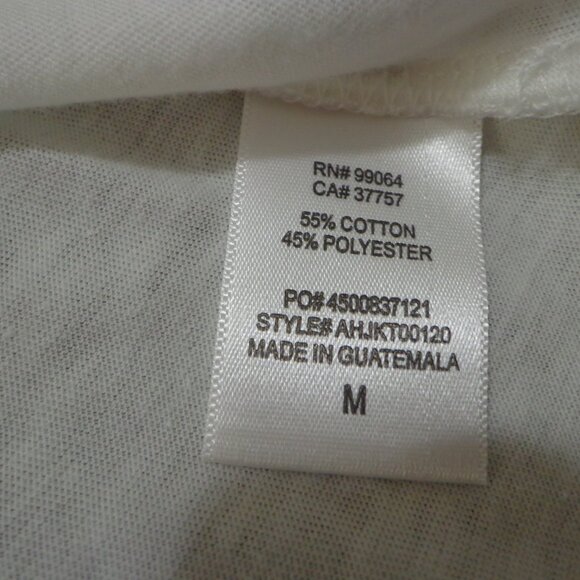 RN# 99064
CA# 37757
55% COTTON
45% POLYESTER
PO# 4500837121
STYLE# AHJKT00120
MADE IN GUATEMALA
M